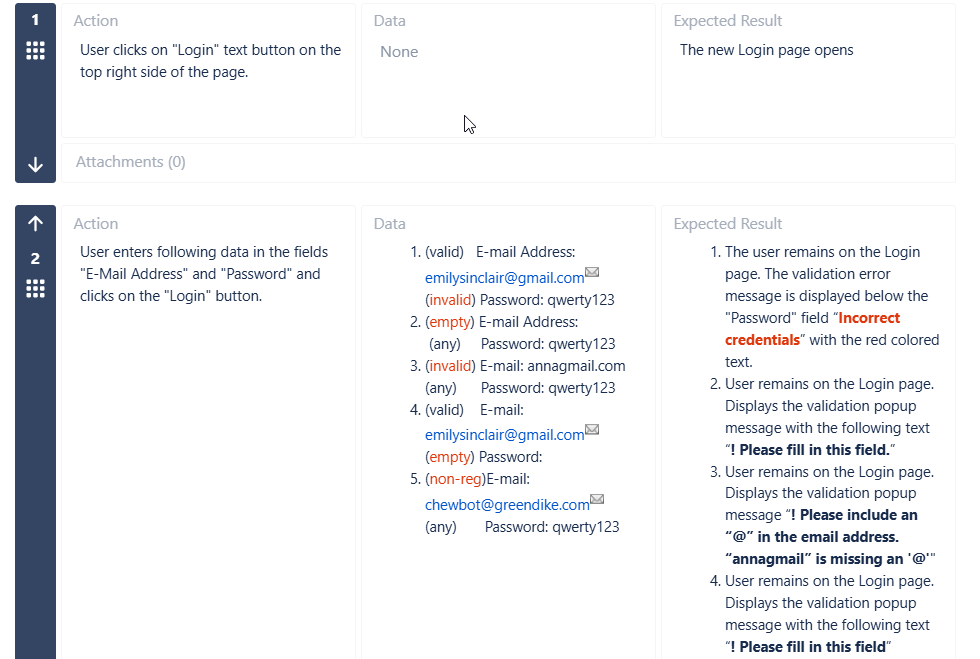 1
Action
User clicks on "Login" text button on the
top right side of the page.
Data
None
Expected Result
The new Login page opens
Attachments (0)
2
Action
User enters following data in the fields
"E-Mail Address" and "Password" and
clicks on the "Login" button.
Data
1. (valid) E-mail Address:
emilysinclair@gmail.com
(invalid) Password: qwerty123
2. (empty) E-mail Address:
(any) Password: qwerty123
3. (invalid) E-mail: annagmail.com
(any) Password: qwerty123
4. (valid) E-mail:
emilysinclair@gmail.com
(empty) Password:
5. (non-reg)E-mail:
chewbot@greendike.com
(any) Password: qwerty123
Expected Result
1. The user remains on the Login
page. The validation error
message is displayed below the
"Password" field “Incorrect
credentials” with the red colored
text.
2. User remains on the Login page.
Displays the validation popup
message with the following text
“! Please fill in this field.”
3. User remains on the Login page.
Displays the validation popup
message “! Please include an
“@” in the email address.
“annagmail” is missing an '@'"
4. User remains on the Login page.
Displays the validation popup
message with the following text
“! Please fill in this field”